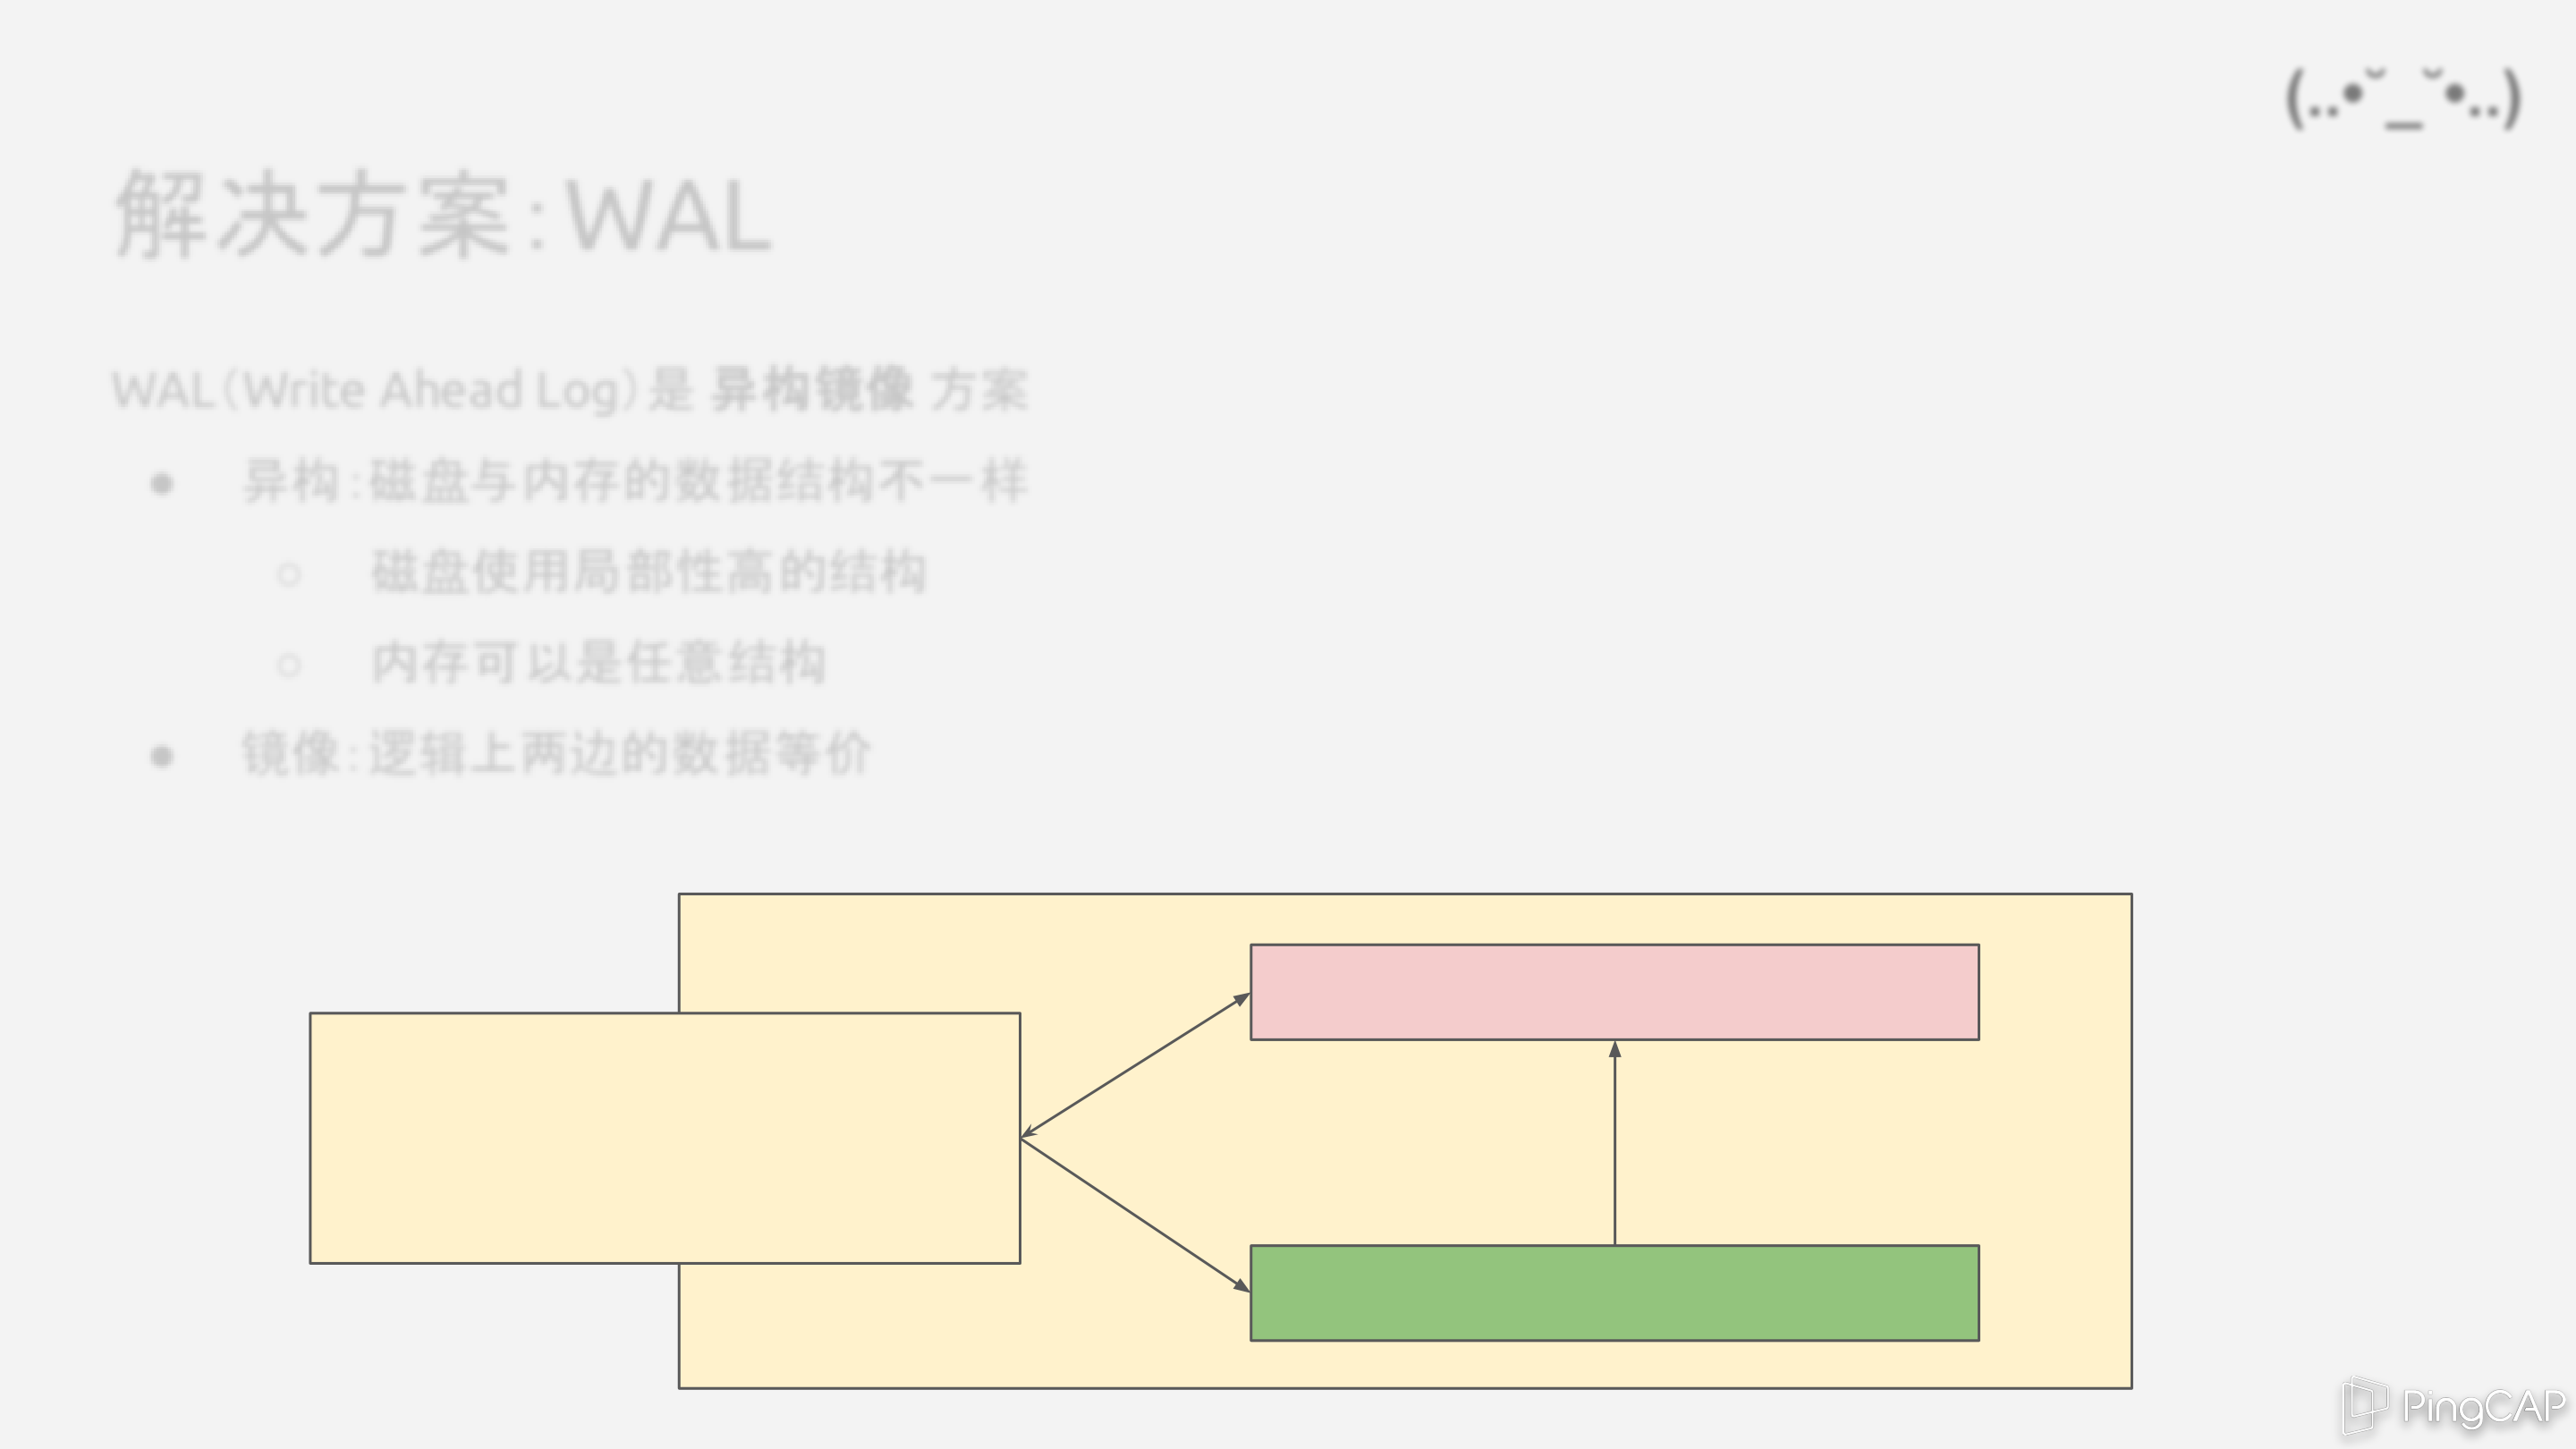 (..•˘_˘•..)
解决方案：WAL
WAL（Write Ahead Log）是 异构镜像 方案
● 异构：磁盘与内存的数据结构不一样
○ 磁盘使用局部性高的结构
○ 内存可以是任意结构
● 镜像：逻辑上两边的数据等价
PingCAP